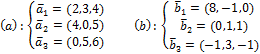 (a): { ā₁ = (2,3,4)
ā₂ = (4,0,5)
ā₃ = (0,5,6)
(b): { b̄₁ = (8,-1,0)
b̄₂ = (0,1,1)
b̄₃ = (-1,3,-1)